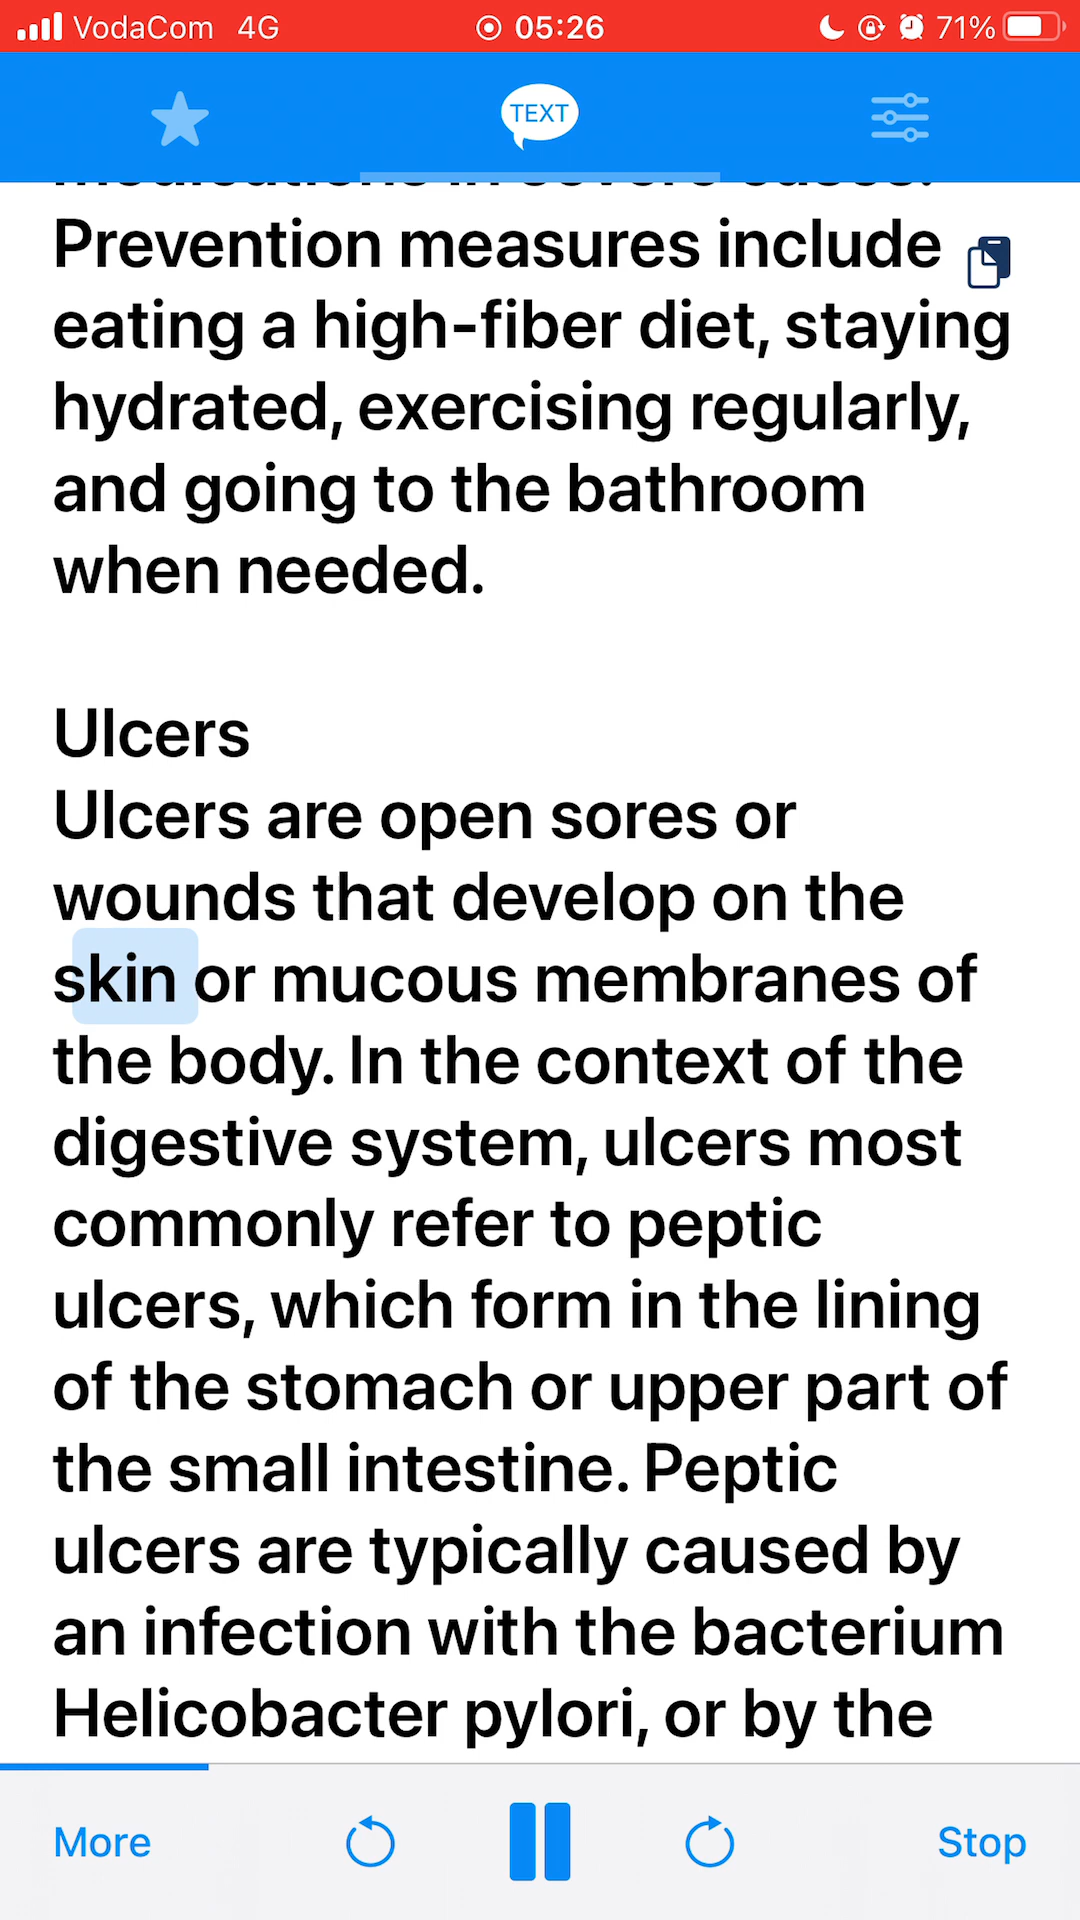 VodaCom 4G 05:26 71%
TEXT
Prevention measures include
eating a high-fiber diet, staying
hydrated, exercising regularly,
and going to the bathroom
when needed.
Ulcers
Ulcers are open sores or
wounds that develop on the
skin or mucous membranes of
the body. In the context of the
digestive system, ulcers most
commonly refer to peptic
ulcers, which form in the lining
of the stomach or upper part of
the small intestine. Peptic
ulcers are typically caused by
an infection with the bacterium
Helicobacter pylori, or by the
More Stop